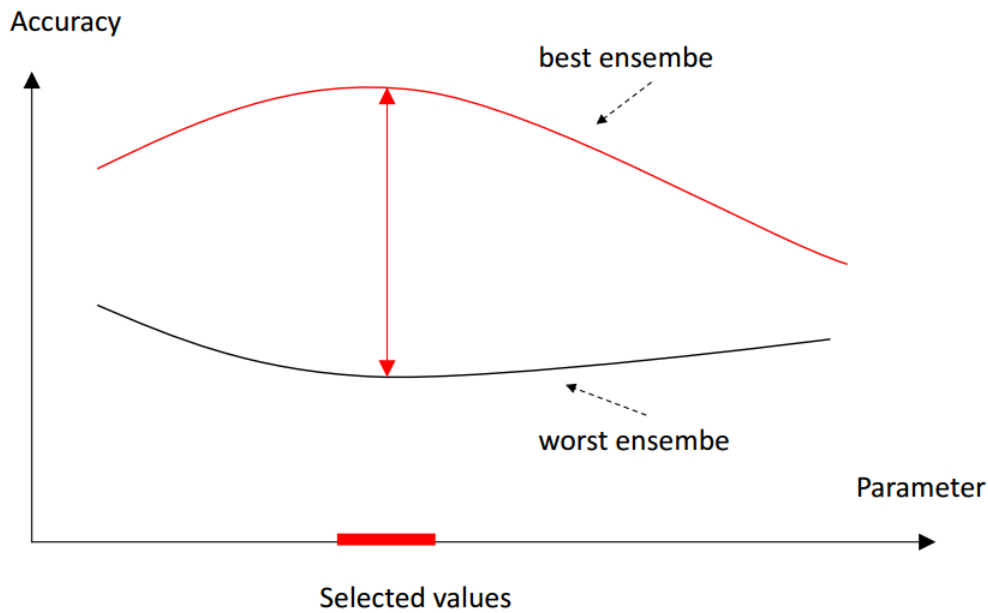 Accuracy
best ensembe
worst ensembe
Parameter
Selected values